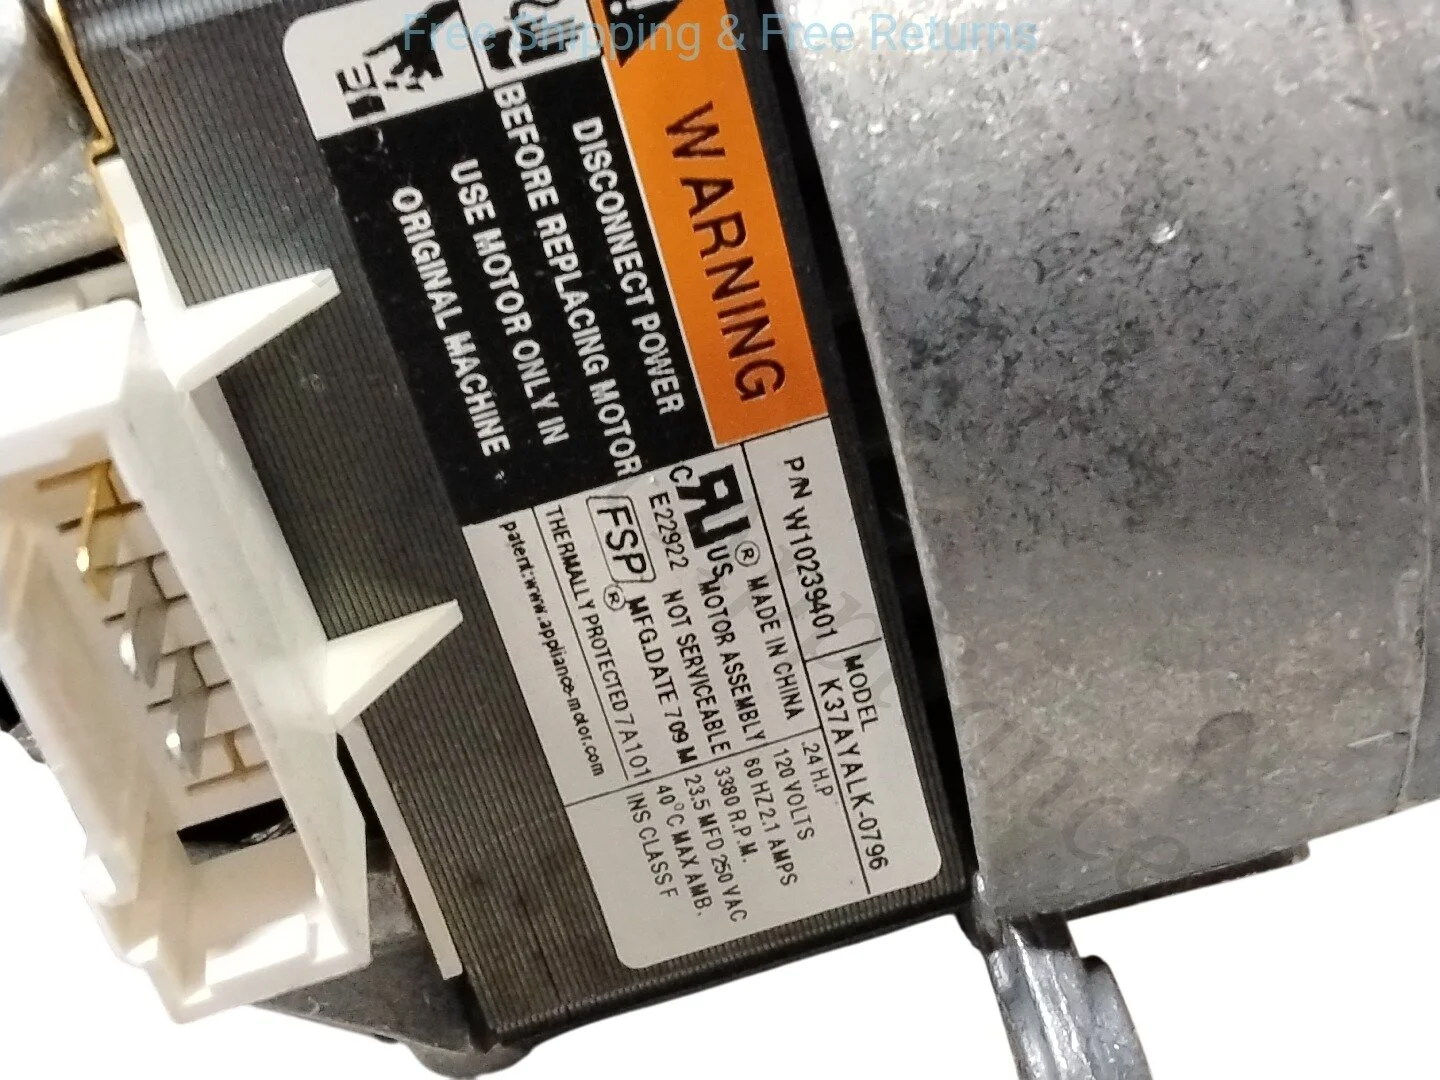 Free Shipping & Free Returns
WARNING
DISCONNECT POWER
BEFORE REPLACING MOTOR
USE MOTOR ONLY IN
ORIGINAL MACHINE
P/N W10239401
MODEL
K37AYALK-0796
C US ®
MADE IN CHINA
24 H.P
E22922
MOTOR ASSEMBLY
120 VOLTS
NOT SERVICEABLE
60 HZ 2.1 AMPS
FSP®
MFG.DATE 709 M
3380 R.P.M.
23.5 MFD 250 VAC
THERMALLY PROTECTED 7A101
40°C MAX AMB.
INS CLASS F
patent:www.appliance-motor.com